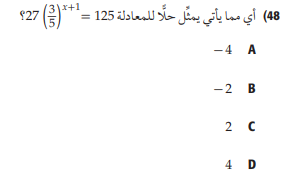 48) أي مما يأتي يمثِّل حلًّا للمعادلة 125 = 27 (3/5)^{x+1}؟
A −4
B −2
C 2
D 4